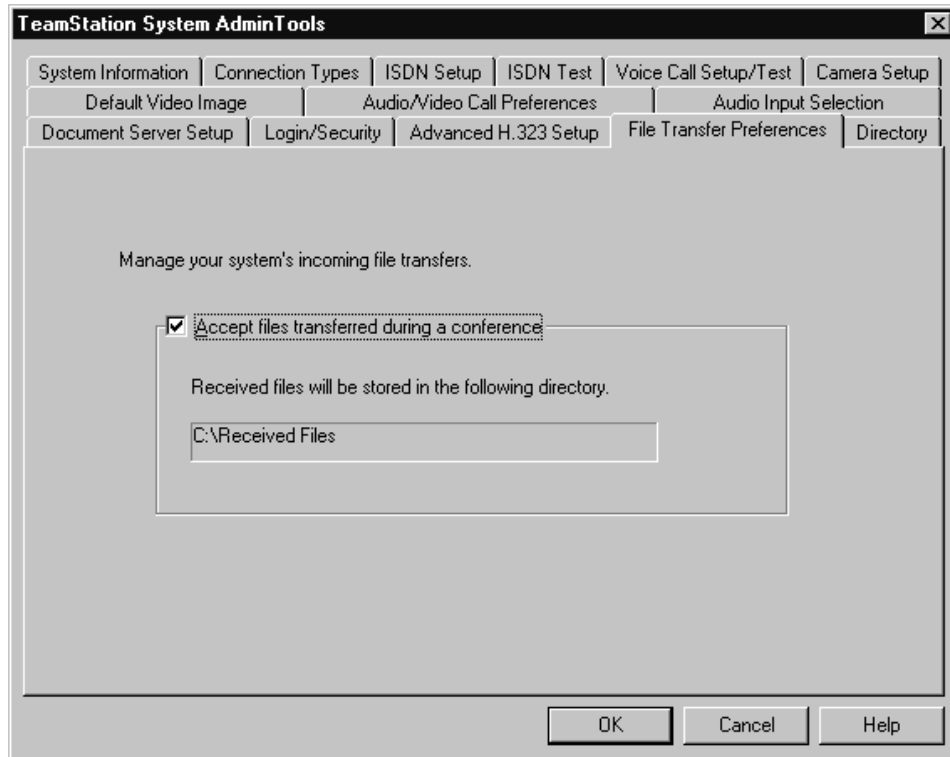 TeamStation System AdminTools
System Information Connection Types ISDN Setup ISDN Test Voice Call Setup/Test Camera Setup
Default Video Image Audio/Video Call Preferences Audio Input Selection
Document Server Setup Login/Security Advanced H.323 Setup File Transfer Preferences Directory
Manage your system's incoming file transfers.
Accept files transferred during a conference
Received files will be stored in the following directory.
C:\Received Files
OK Cancel Help